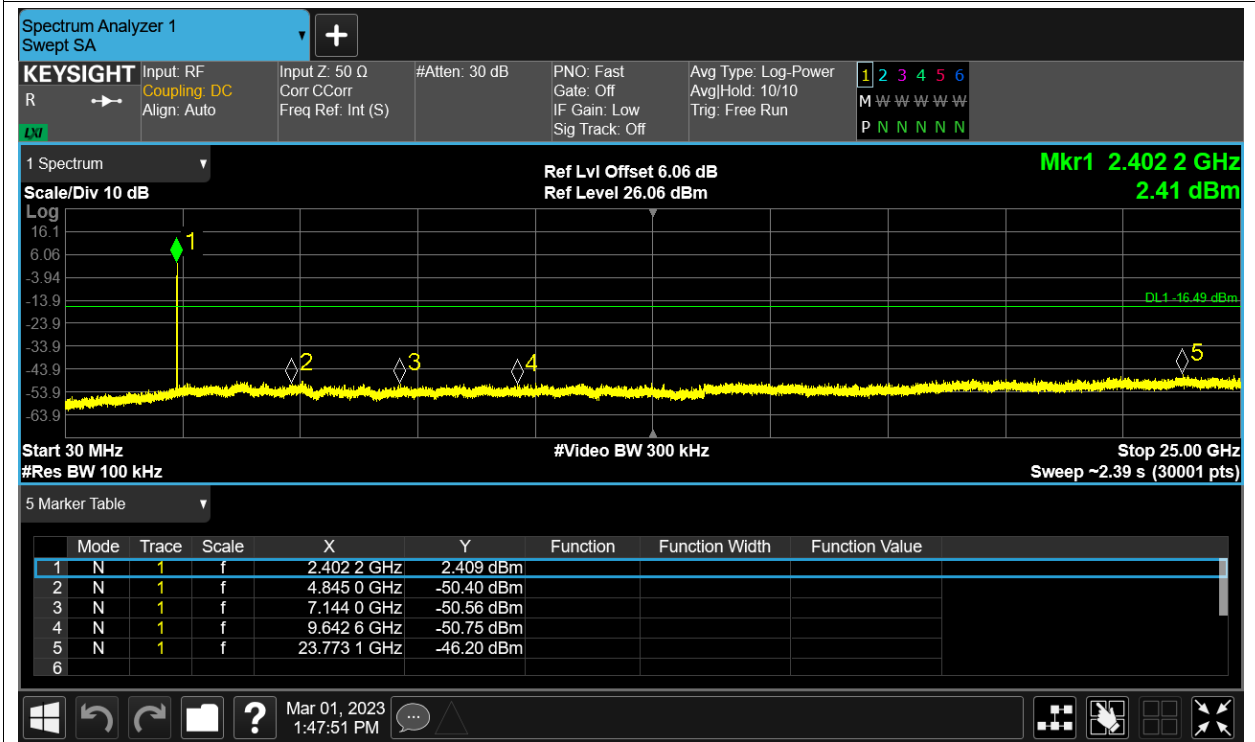 Spectrum Analyzer 1
Swept SA
KEYSIGHT
R
LXI
Input: RF
Coupling: DC
Align: Auto
Input Z: 50 Ω
Corr CCorr
Freq Ref: Int (S)
#Atten: 30 dB
PNO: Fast
Gate: Off
IF Gain: Low
Sig Track: Off
Avg Type: Log-Power
Avg|Hold: 10/10
Trig: Free Run
1 2 3 4 5 6
M W W W W W
P N N N N N
1 Spectrum
Scale/Div 10 dB
Ref Lvl Offset 6.06 dB
Ref Level 26.06 dBm
Mkr1 2.402 2 GHz
2.41 dBm
Log
16.1
6.06
-3.94
-13.9
-23.9
-33.9
-43.9
-53.9
-63.9
1
2
3
4
5
DL1 -16.49 dBm
Start 30 MHz
#Video BW 300 kHz
Stop 25.00 GHz
#Res BW 100 kHz
Sweep ~2.39 s (30001 pts)
5 Marker Table
Mode Trace Scale X Y Function Function Width Function Value
1 N 1 f 2.402 2 GHz 2.409 dBm
2 N 1 f 4.845 0 GHz -50.40 dBm
3 N 1 f 7.144 0 GHz -50.56 dBm
4 N 1 f 9.642 6 GHz -50.75 dBm
5 N 1 f 23.773 1 GHz -46.20 dBm
6
?
Mar 01, 2023
1:47:51 PM